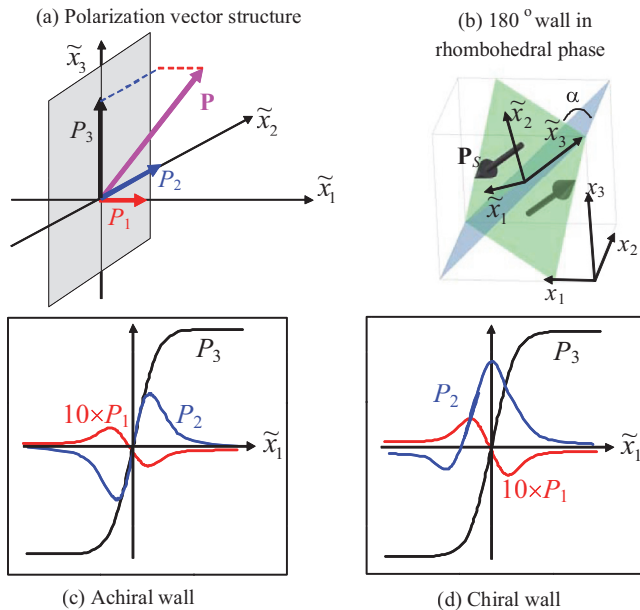 (a) Polarization vector structure
x̃3
P3
P
x̃2
P2
P1
x̃1
(b) 180 ° wall in
rhombohedral phase
α
x̃2
x̃3
PS
x̃1
x3
x2
x1
P3
10×P1
P2
x̃1
(c) Achiral wall
P3
P2
x̃1
10×P1
(d) Chiral wall